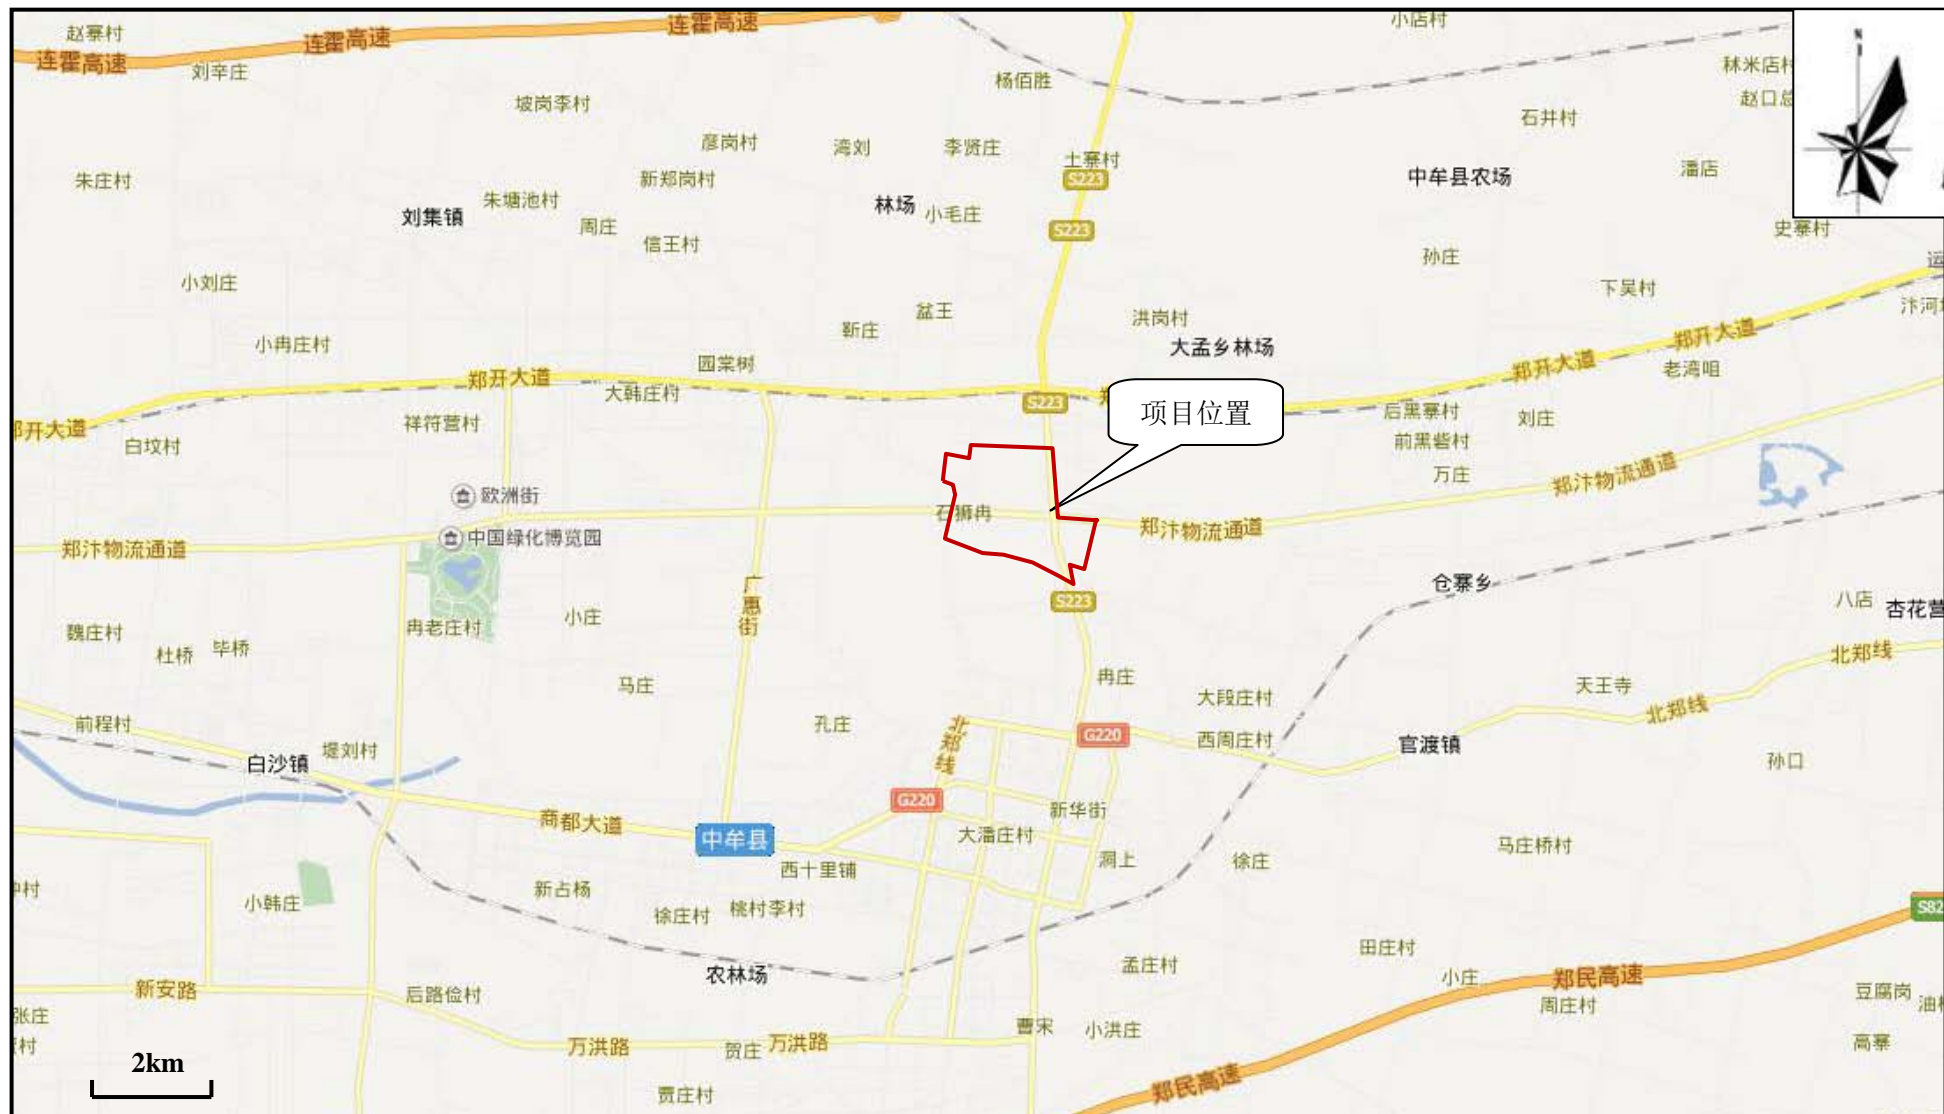 小店村
连霍高速
赵寨村
连霍高速
连霍高速
刘辛庄
杨佰胜
N
坡岗李村
石井村
彦岗村
湾刘
李贤庄
土寨村
潘店
朱庄村
新郑岗村
S223
中牟县农场
朱塘池村
林场
小毛庄
刘集镇
周庄
S223
史寨村
信王村
孙庄
小刘庄
下吴村
盆王
洪岗村
靳庄
郑开大道
小冉庄村
大孟乡林场
园棠树
郑开大道
老湾咀
郑开大道
大韩庄村
S223
项目位置
后黑寨村
刘庄
祥符营村
开大道
白坟村
万庄
郑汴物流通道
欧洲街
石狮冉
郑汴物流通道
中国绿化博览园
郑汴物流通道
仓寨乡
广惠街
S223
八店
杏花营
小庄
冉老庄村
魏庄村
杜桥
毕桥
北郑线
冉庄
马庄
天王寺
大段庄村
北郑线
前程村
孔庄
北郑线
G220
西周庄村
官渡镇
堤刘村
白沙镇
孙口
G220
新华街
商都大道
中牟县
大潘庄村
马庄桥村
洞上
徐庄
西十里铺
新占杨
小韩庄
徐庄村
桃村李村
S82
田庄村
孟庄村
农林场
小庄
郑民高速
新安路
后路俭村
周庄村
豆腐岗
张庄
曹宋
小洪庄
万洪路
贺庄
万洪路
高寨
2km
郑民高速
贾庄村